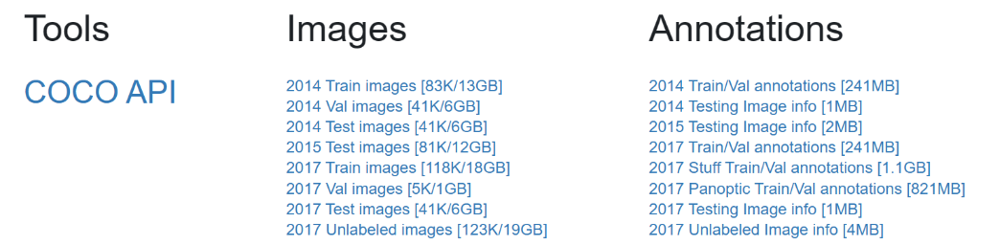 Tools
COCO API
Images
2014 Train images [83K/13GB]
2014 Val images [41K/6GB]
2014 Test images [41K/6GB]
2015 Test images [81K/12GB]
2017 Train images [118K/18GB]
2017 Val images [5K/1GB]
2017 Test images [41K/6GB]
2017 Unlabeled images [123K/19GB]
Annotations
2014 Train/Val annotations [241MB]
2014 Testing Image info [1MB]
2015 Testing Image info [2MB]
2017 Train/Val annotations [241MB]
2017 Stuff Train/Val annotations [1.1GB]
2017 Panoptic Train/Val annotations [821MB]
2017 Testing Image info [1MB]
2017 Unlabeled Image info [4MB]